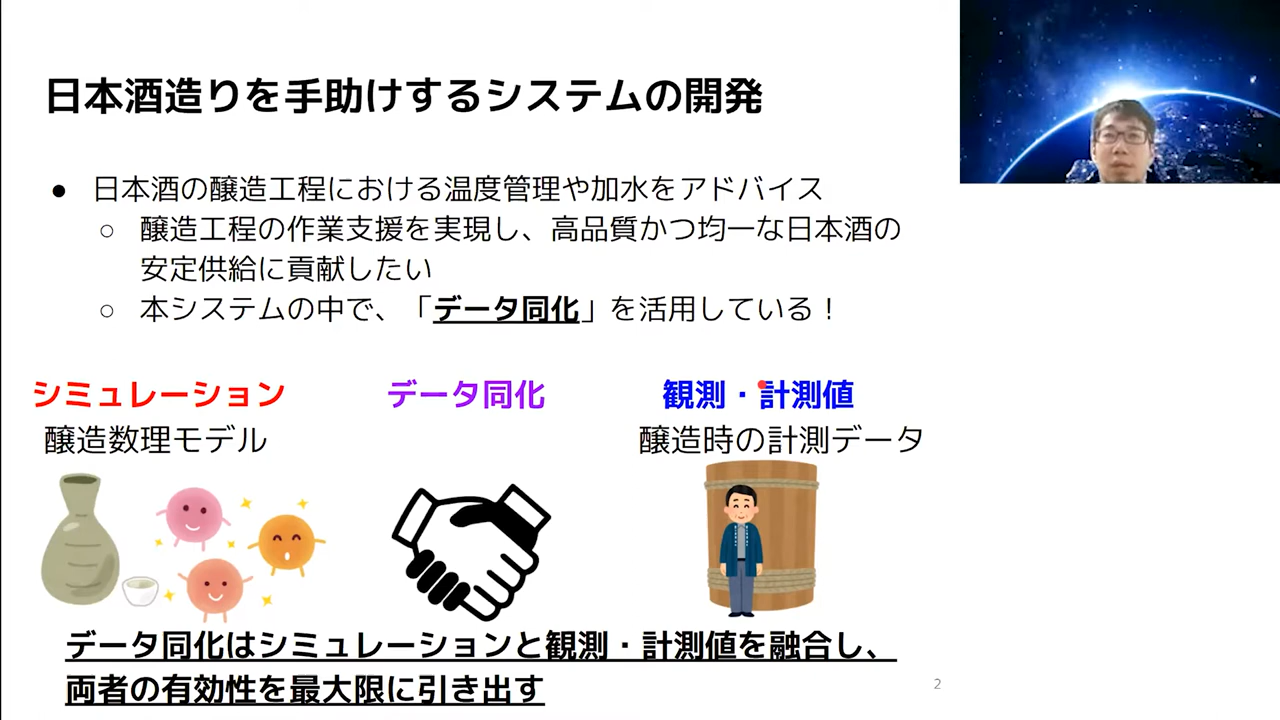 日本酒造りを手助けするシステムの開発
● 日本酒の醸造工程における温度管理や加水をアドバイス
○ 醸造工程の作業支援を実現し、高品質かつ均一な日本酒の
安定供給に貢献したい
○ 本システムの中で、「データ同化」を活用している！
シミュレーション
醸造数理モデル
データ同化
観測・計測値
醸造時の計測データ
データ同化はシミュレーションと観測・計測値を融合し、
両者の有効性を最大限に引き出す
2